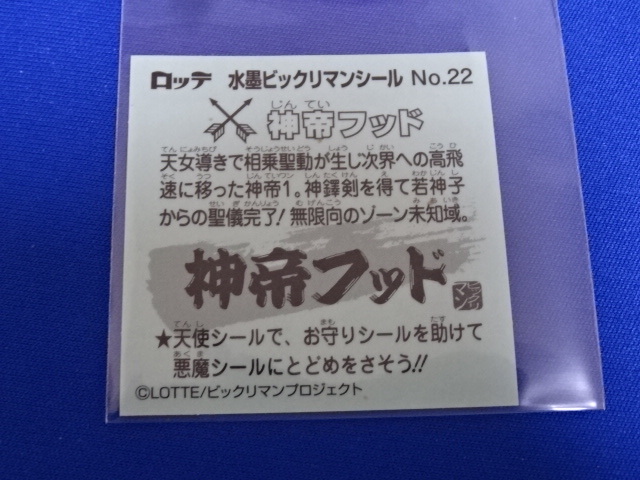 ロッテ 水墨ビックリマンシール No.22
神帝フッド
天女導きで相乗聖動が生じ次界への高飛
速に移った神帝1。神鐸剣を得て若神子
からの聖儀完了!無限向のゾーン未知域。
神帝フッド
★天使シールで、お守りシールを助けて
悪魔シールにとどめをさそう!!
©LOTTE/ビックリマンプロジェクト